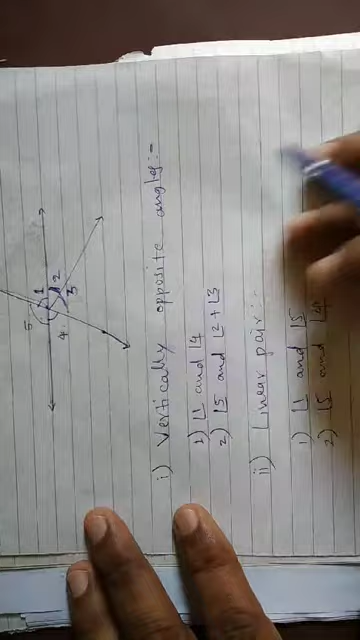 1 2 3 4 5
i) Vertically opposite angles:-
1) ∠1 and ∠4
2) ∠5 and ∠2+∠3
ii) Linear pair:-
1) ∠1 and ∠5
2) ∠5 and ∠4